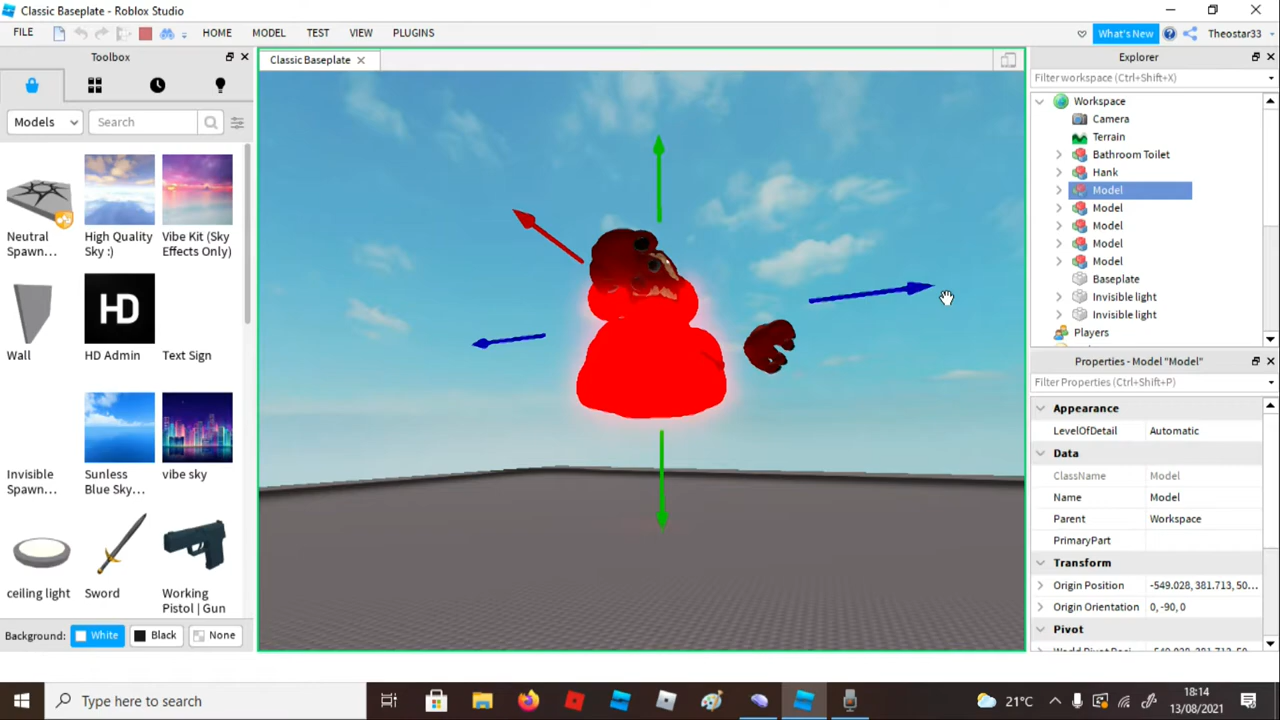 Classic Baseplate - Roblox Studio
FILE HOME MODEL TEST VIEW PLUGINS What's New Theostar33
Toolbox
Models Search
Neutral Spawn...
High Quality Sky :)
Vibe Kit (Sky Effects Only)
Wall
HD
HD Admin
Text Sign
Invisible Spawn...
Sunless Blue Sky...
vibe sky
ceiling light
Sword
Working Pistol | Gun
Background: White Black None
Classic Baseplate
Explorer
Filter workspace (Ctrl+Shift+X)
Workspace
Camera
Terrain
Bathroom Toilet
Hank
Model
Model
Model
Model
Model
Baseplate
Invisible light
Invisible light
Players
Properties - Model "Model"
Filter Properties (Ctrl+Shift+P)
Appearance
LevelOfDetail Automatic
Data
ClassName Model
Name Model
Parent Workspace
PrimaryPart
Transform
Origin Position -549.028, 381.713, 50...
Origin Orientation 0, -90, 0
Pivot
Type here to search
21°C
18:14
13/08/2021